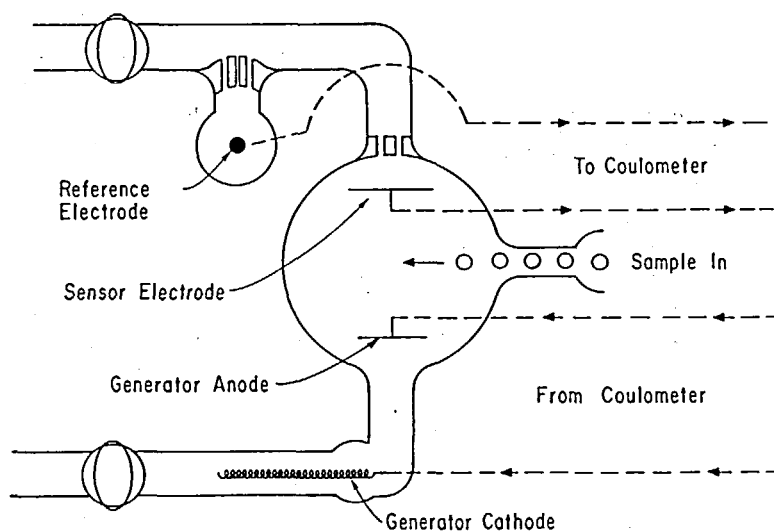 To Coulometer
Reference
Electrode
Sample In
Sensor Electrode
Generator Anode
From Coulometer
Generator Cathode